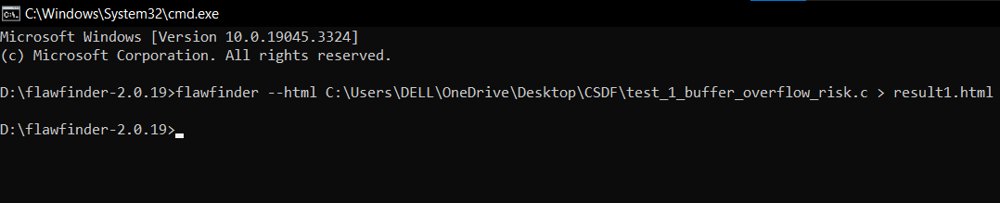 C:\Windows\System32\cmd.exe
Microsoft Windows [Version 10.0.19045.3324]
(c) Microsoft Corporation. All rights reserved.
D:\flawfinder-2.0.19>flawfinder --html C:\Users\DELL\OneDrive\Desktop\CSDF\test_1_buffer_overflow_risk.c > result1.html
D:\flawfinder-2.0.19>